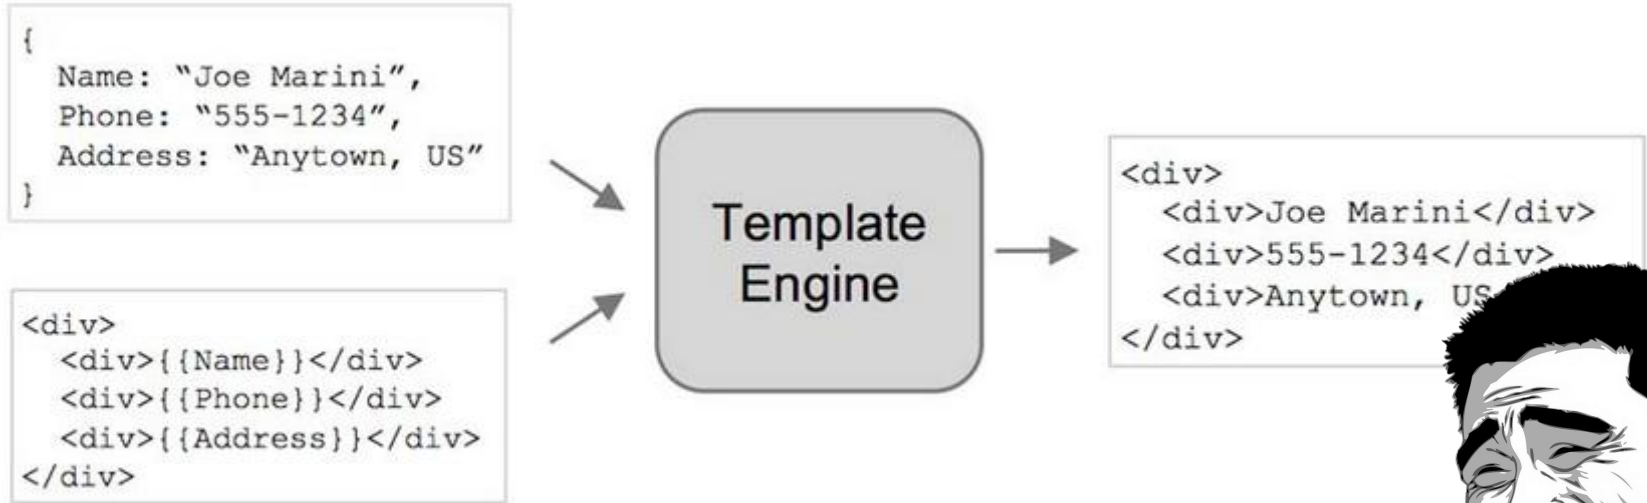 {
Name: “Joe Marini”,
Phone: “555-1234”,
Address: “Anytown, US”
}
<div>
<div>{{Name}}</div>
<div>{{Phone}}</div>
<div>{{Address}}</div>
</div>
Template
Engine
<div>
<div>Joe Marini</div>
<div>555-1234</div>
<div>Anytown, US
</div>